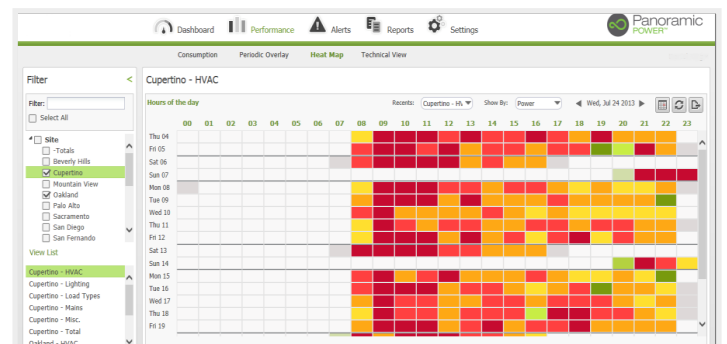 Dashboard Performance Alerts Reports Settings
Panoramic
POWER
Consumption Periodic Overlay Heat Map Technical View
Filter <
Cupertino - HVAC
Filter:
Select All
Hours of the day
Recents: Cupertino - H Show By: Power Wed, Jul 24 2013
00 01 02 03 04 05 06 07 08 09 10 11 12 13 14 15 16 17 18 19 20 21 22 23
Site
-Totals
Beverly Hills
Cupertino
Mountain View
Oakland
Palo Alto
Sacramento
San Diego
San Fernando
View List
Cupertino - HVAC
Cupertino - Lighting
Cupertino - Load Types
Cupertino - Mains
Cupertino - Misc.
Cupertino - Total
Oakland - HVAC
Thu 04
Fri 05
Sat 06
Sun 07
Mon 08
Tue 09
Wed 10
Thu 11
Fri 12
Sat 13
Sun 14
Mon 15
Tue 16
Wed 17
Thu 18
Fri 19